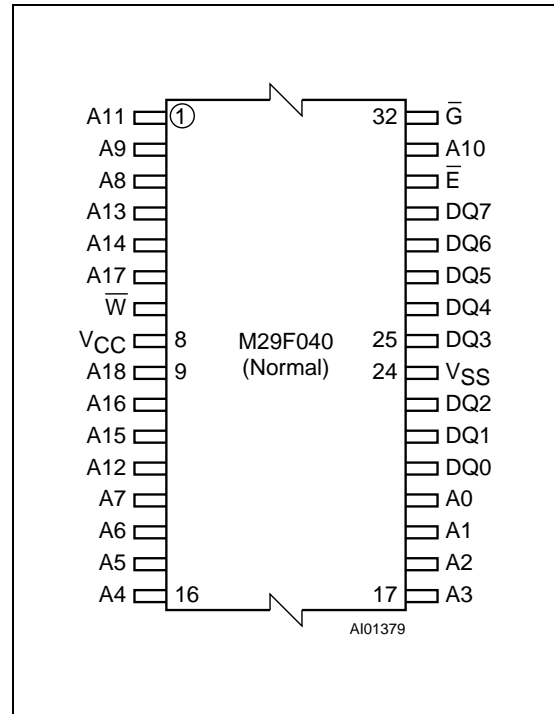 A11 1 32 G̅
A9 A10
A8 E̅
A13 DQ7
A14 DQ6
A17 DQ5
W̅ DQ4
VCC 8 M29F040 25 DQ3
A18 9 (Normal) 24 VSS
A16 DQ2
A15 DQ1
A12 DQ0
A7 A0
A6 A1
A5 A2
A4 16 17 A3
AI01379